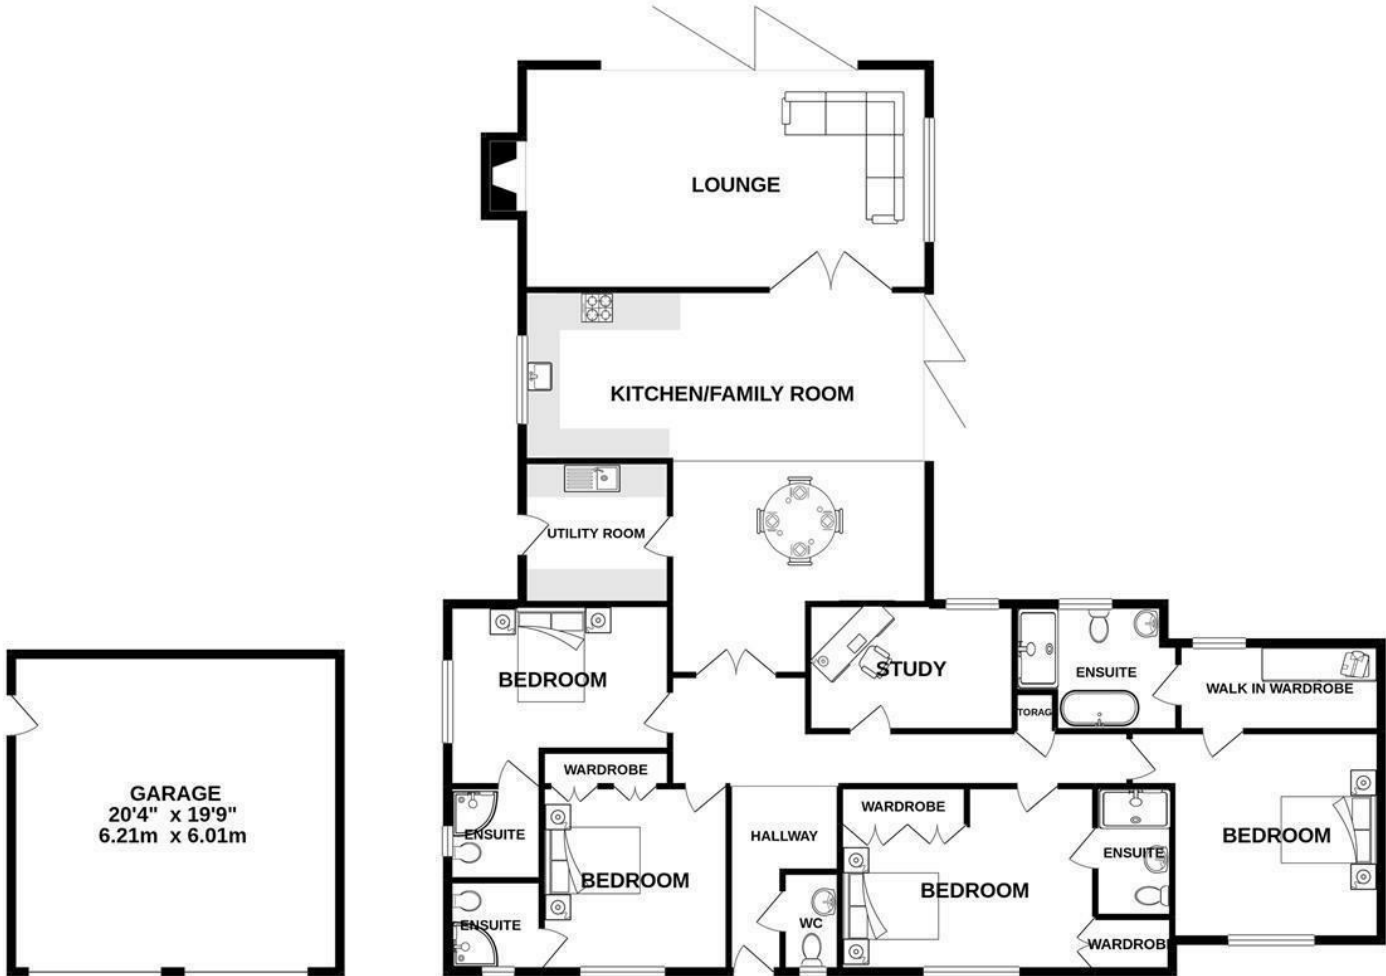 LOUNGE
KITCHEN/FAMILY ROOM
UTILITY ROOM
BEDROOM
STUDY
ENSUITE
WALK IN WARDROBE
TORAG
WARDROBE
GARAGE
20'4" x 19'9"
6.21m x 6.01m
WARDROBE
HALLWAY
ENSUITE
BEDROOM
ENSUITE
BEDROOM
BEDROOM
ENSUITE
WC
WARDROB